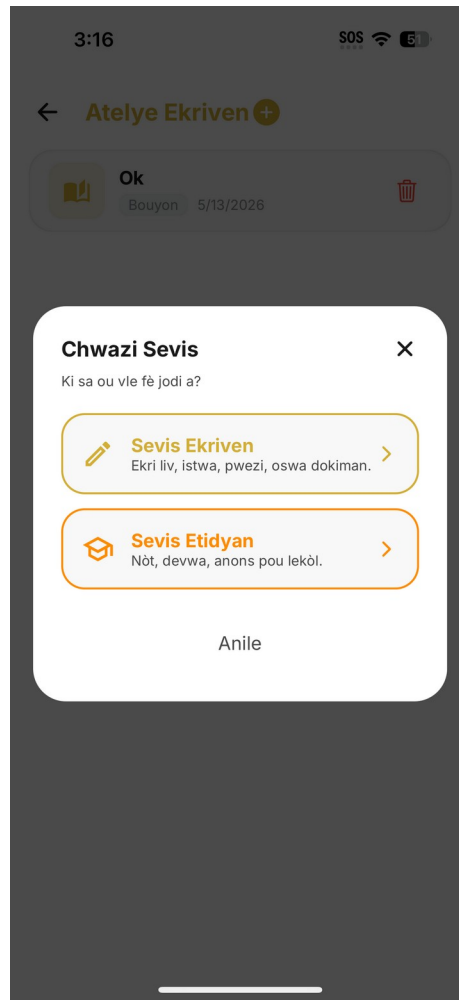 3:16
SOS
51
Atelye Ekriven
Ok
Bouyon 5/13/2026
Chwazi Sevis
Ki sa ou vle fè jodi a?
Sevis Ekriven
Ekri liv, istwa, pwezi, oswa dokiman.
Sevis Etidyan
Nòt, devwa, anons pou lekòl.
Anile